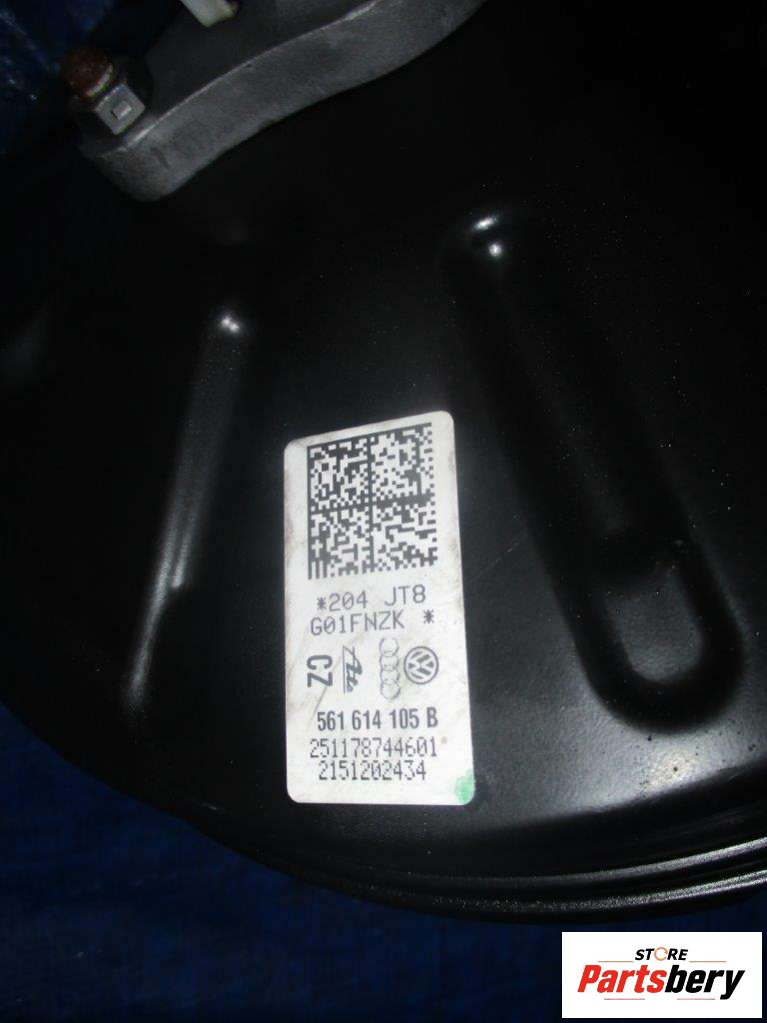 *204 JT8
G01FNZK *
CZ Ate
561 614 105 B
251178744601
2151202434
STORE
Partsbery